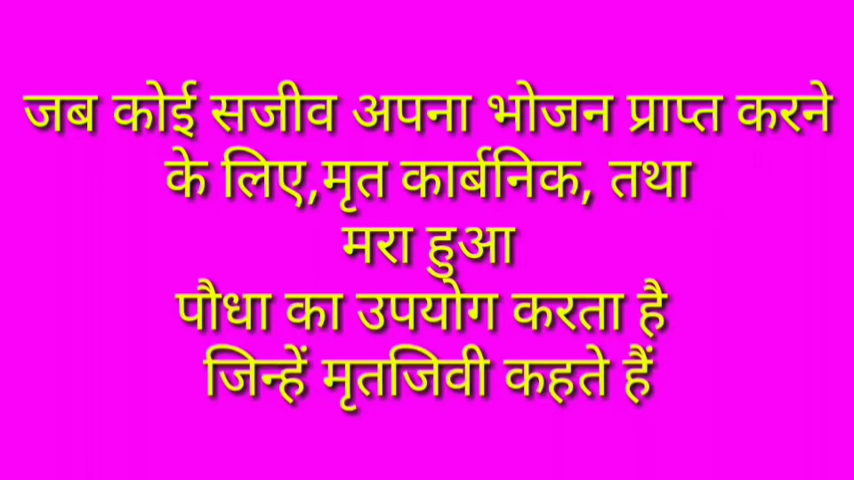 जब कोई सजीव अपना भोजन प्राप्त करने
के लिए,मृत कार्बनिक, तथा
मरा हुआ
पौधा का उपयोग करता है
जिन्हें मृतजिवी कहते हैं